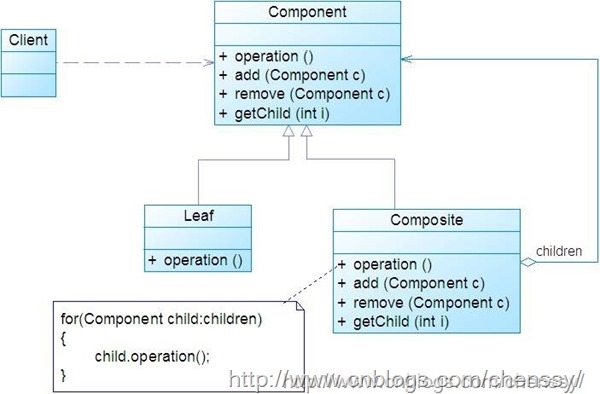 Component
Client
+ operation ()
+ add (Component c)
+ remove (Component c)
+ getChild (int i)
Leaf
+ operation ()
Composite
+ operation ()
+ add (Component c)
+ remove (Component c)
+ getChild (int i)
children
for(Component child:children)
{
child.operation();
}
http://www.cnblogs.com/chenssy/